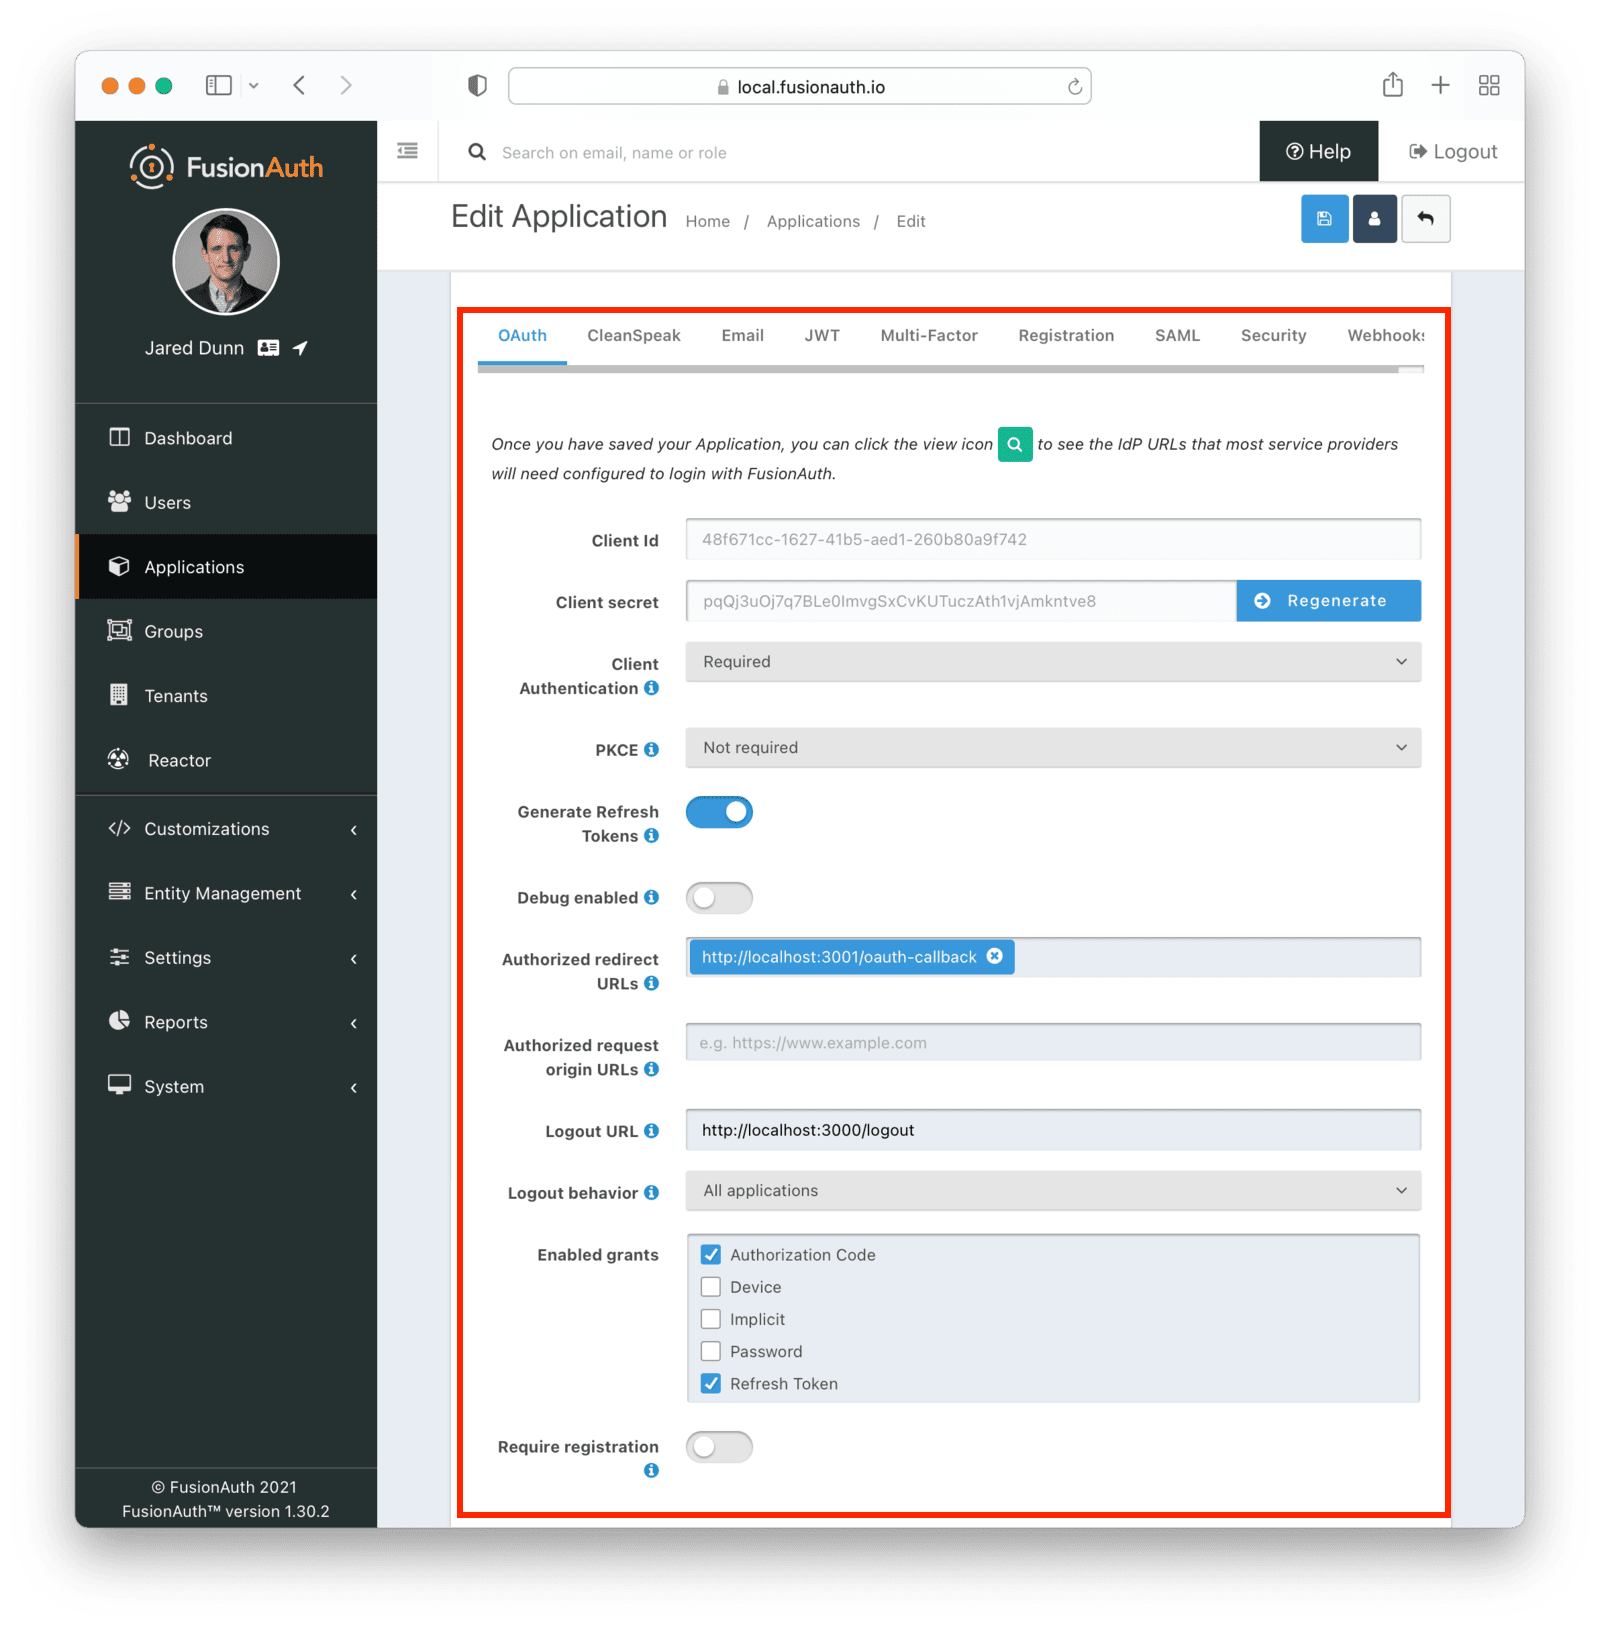 local.fusionauth.io
FusionAuth
Search on email, name or role
Help
Logout
Edit Application
Home / Applications / Edit
Jared Dunn
Dashboard
Users
Applications
Groups
Tenants
Reactor
Customizations
Entity Management
Settings
Reports
System
© FusionAuth 2021
FusionAuth™ version 1.30.2
OAuth CleanSpeak Email JWT Multi-Factor Registration SAML Security Webhooks
Once you have saved your Application, you can click the view icon to see the IdP URLs that most service providers
will need configured to login with FusionAuth.
Client Id
48f671cc-1627-41b5-aed1-260b80a9f742
Client secret
pqQj3uOj7q7BLe0ImvgSxCvKUTuczAth1vjAmkntve8
Regenerate
Client
Authentication
Required
PKCE
Not required
Generate Refresh
Tokens
Debug enabled
Authorized redirect
URLs
http://localhost:3001/oauth-callback
Authorized request
origin URLs
e.g. https://www.example.com
Logout URL
http://localhost:3000/logout
Logout behavior
All applications
Enabled grants
Authorization Code
Device
Implicit
Password
Refresh Token
Require registration